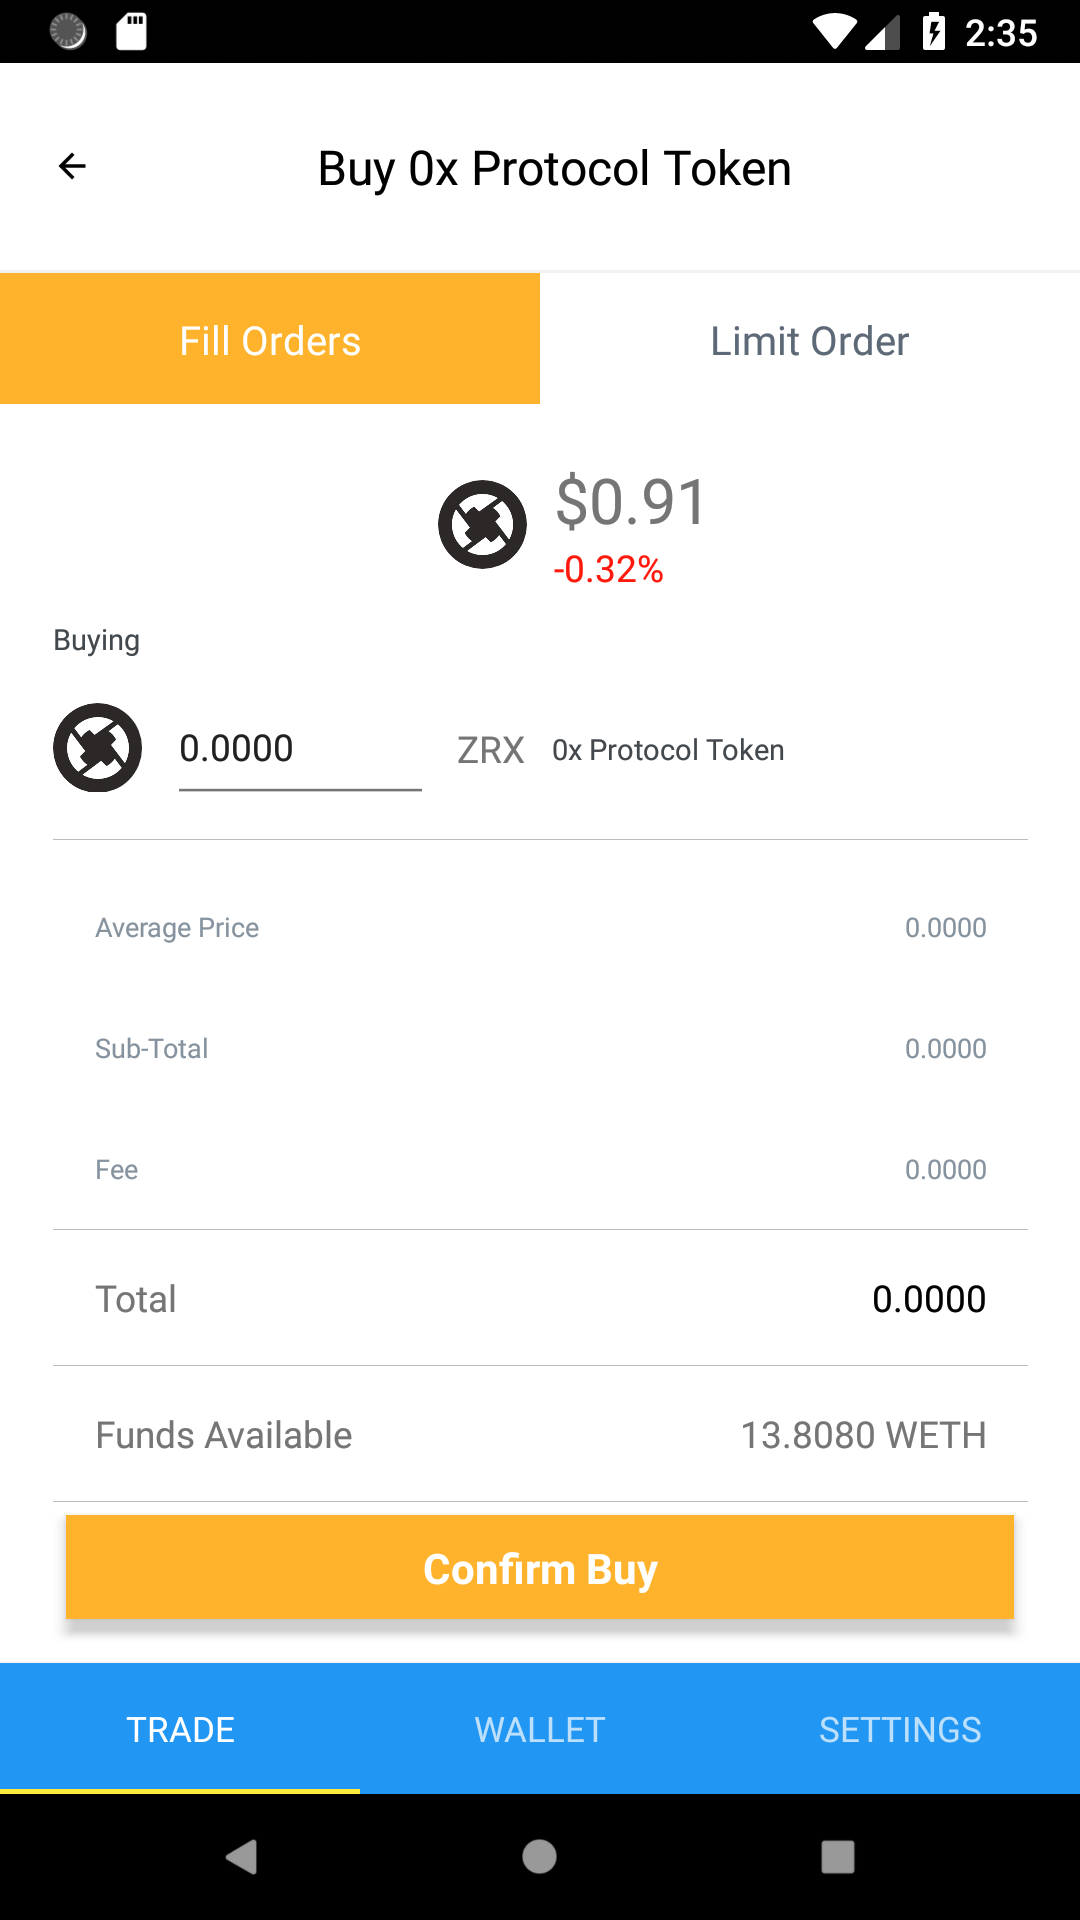 2:35
Buy 0x Protocol Token
Fill Orders
Limit Order
$0.91
-0.32%
Buying
0.0000 ZRX 0x Protocol Token
Average Price 0.0000
Sub-Total 0.0000
Fee 0.0000
Total 0.0000
Funds Available 13.8080 WETH
Confirm Buy
TRADE WALLET SETTINGS